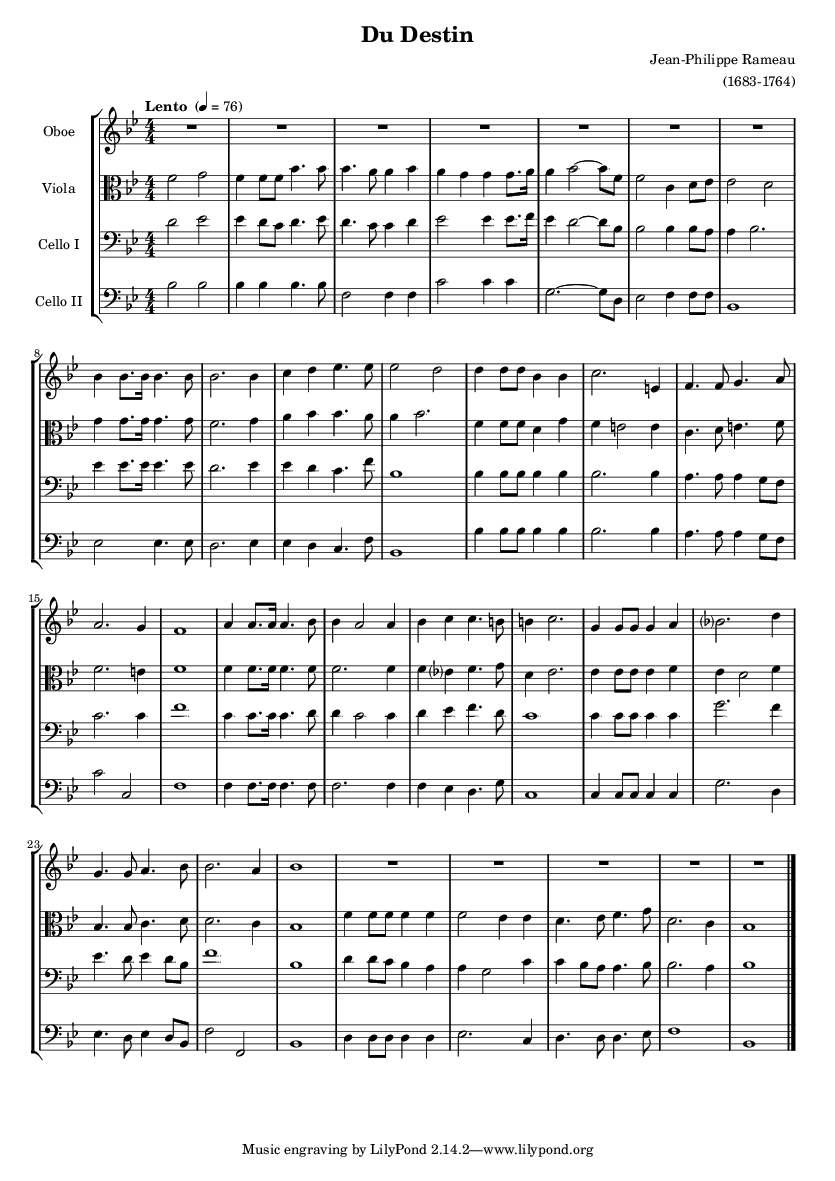 Du Destin
Jean-Philippe Rameau
(1683-1764)
Lento (♩ = 76)
Oboe
Viola
Cello I
Cello II
8
15
23
Music engraving by LilyPond 2.14.2—www.lilypond.org